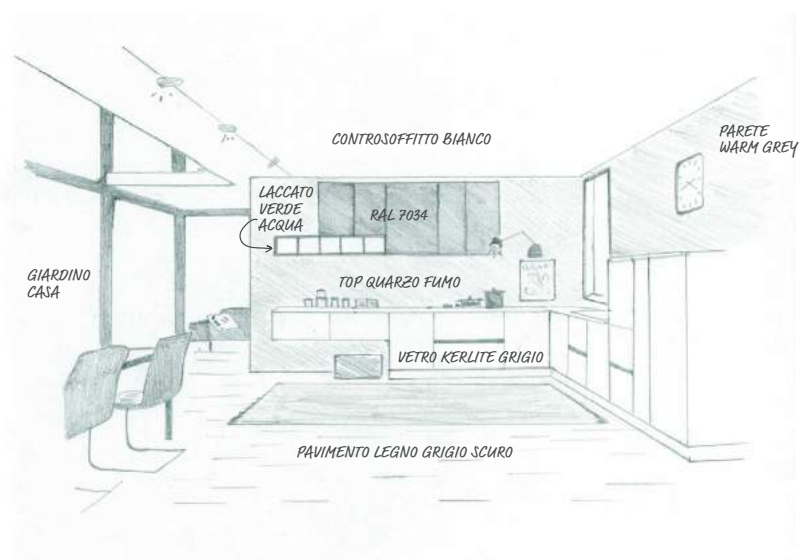 CONTROSOFFITTO BIANCO
PARETE
WARM GREY
LACCATO
VERDE
ACQUA
RAL 7034
GIARDINO
CASA
TOP QUARZO FUMO
VETRO KERLITE GRIGIO
PAVIMENTO LEGNO GRIGIO SCURO